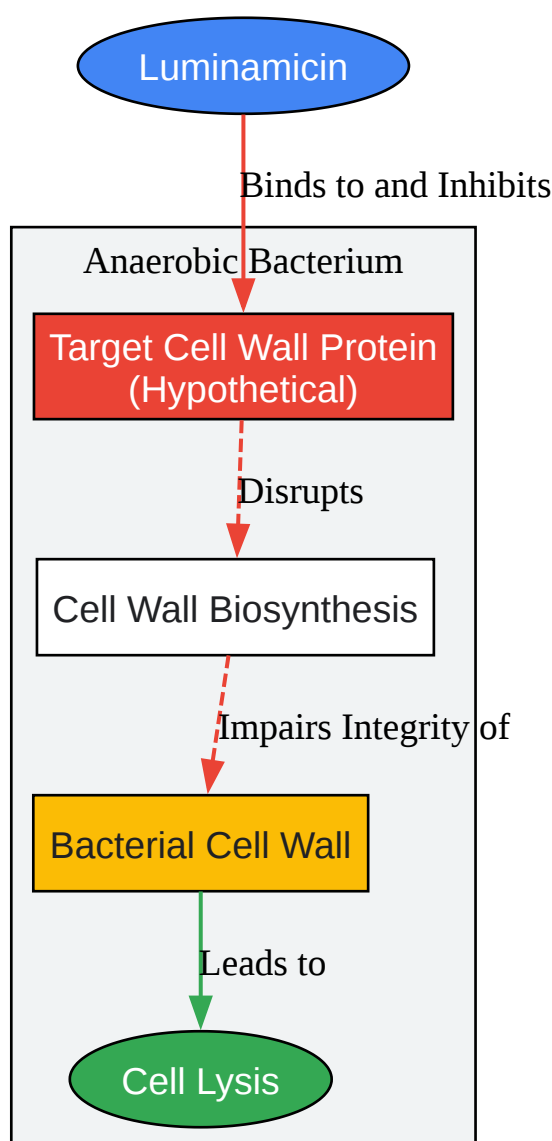 Luminamicin
Binds to and Inhibits
Anaerobic Bacterium
Target Cell Wall Protein
(Hypothetical)
Disrupts
Cell Wall Biosynthesis
Impairs Integrity of
Bacterial Cell Wall
Leads to
Cell Lysis